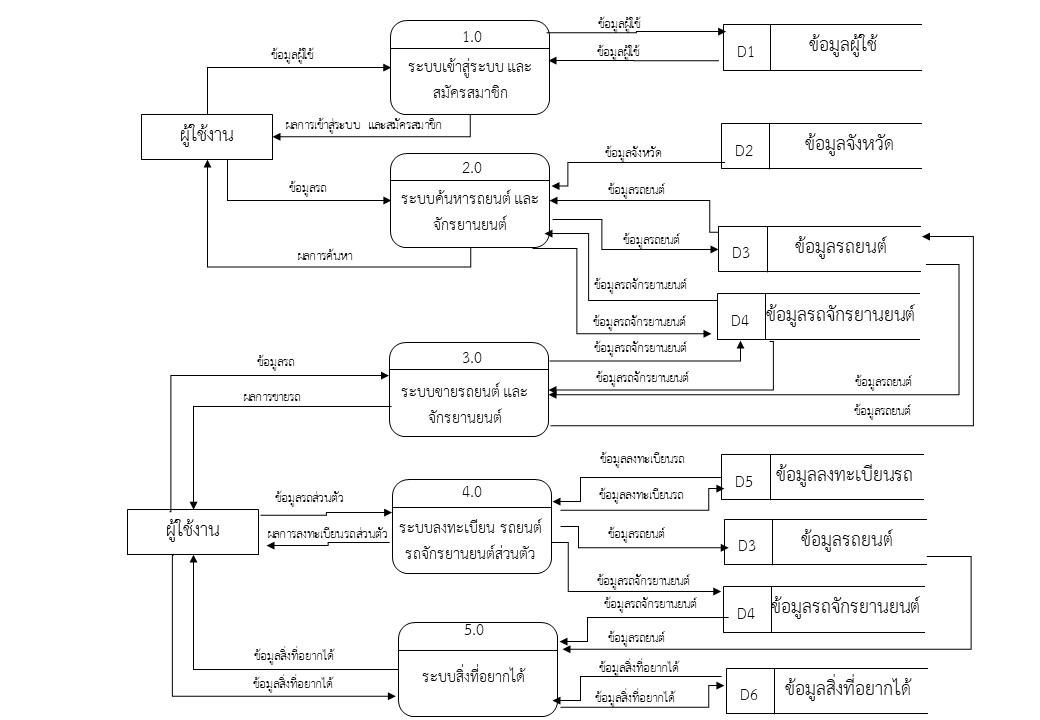 ข้อมูลผู้ใช้
1.0
ระบบเข้าสู่ระบบ และ
สมัครสมาชิก
ข้อมูลผู้ใช้
ข้อมูลผู้ใช้
D1
ข้อมูลผู้ใช้
ผู้ใช้งาน
ผลการเข้าสู่ระบบ และสมัครสมาชิก
ข้อมูลรถ
2.0
ระบบค้นหารถยนต์ และ
จักรยานยนต์
ข้อมูลจังหวัด
D2
ข้อมูลจังหวัด
ข้อมูลรถยนต์
ข้อมูลรถยนต์
D3
ข้อมูลรถยนต์
ผลการค้นหา
ข้อมูลรถจักรยานยนต์
ข้อมูลรถจักรยานยนต์
D4
ข้อมูลรถจักรยานยนต์
ข้อมูลรถ
3.0
ระบบขายรถยนต์ และ
จักรยานยนต์
ข้อมูลรถจักรยานยนต์
ข้อมูลรถจักรยานยนต์
ข้อมูลรถยนต์
ข้อมูลรถยนต์
ผลการขายรถ
ผู้ใช้งาน
ข้อมูลรถส่วนตัว
ผลการลงทะเบียนรถส่วนตัว
4.0
ระบบลงทะเบียน รถยนต์
รถจักรยานยนต์ส่วนตัว
ข้อมูลลงทะเบียนรถ
ข้อมูลลงทะเบียนรถ
D5
ข้อมูลลงทะเบียนรถ
ข้อมูลรถยนต์
D3
ข้อมูลรถยนต์
ข้อมูลรถจักรยานยนต์
ข้อมูลรถจักรยานยนต์
D4
ข้อมูลรถจักรยานยนต์
ข้อมูลรถยนต์
5.0
ระบบสิ่งที่อยากได้
ข้อมูลสิ่งที่อยากได้
ข้อมูลสิ่งที่อยากได้
ข้อมูลสิ่งที่อยากได้
ข้อมูลสิ่งที่อยากได้
D6
ข้อมูลสิ่งที่อยากได้